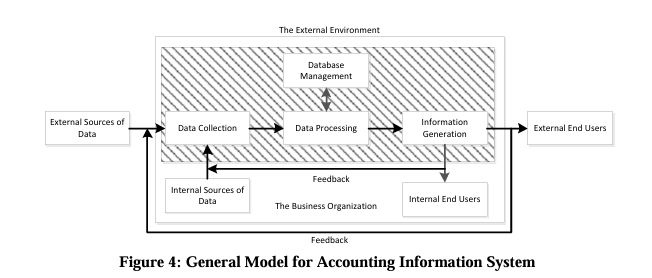 The External Environment
Database
Management
External Sources of
Data
Data Collection
Data Processing
Information
Generation
External End Users
Feedback
Internal Sources of
Data
Internal End Users
The Business Organization
Feedback
Figure 4: General Model for Accounting Information System